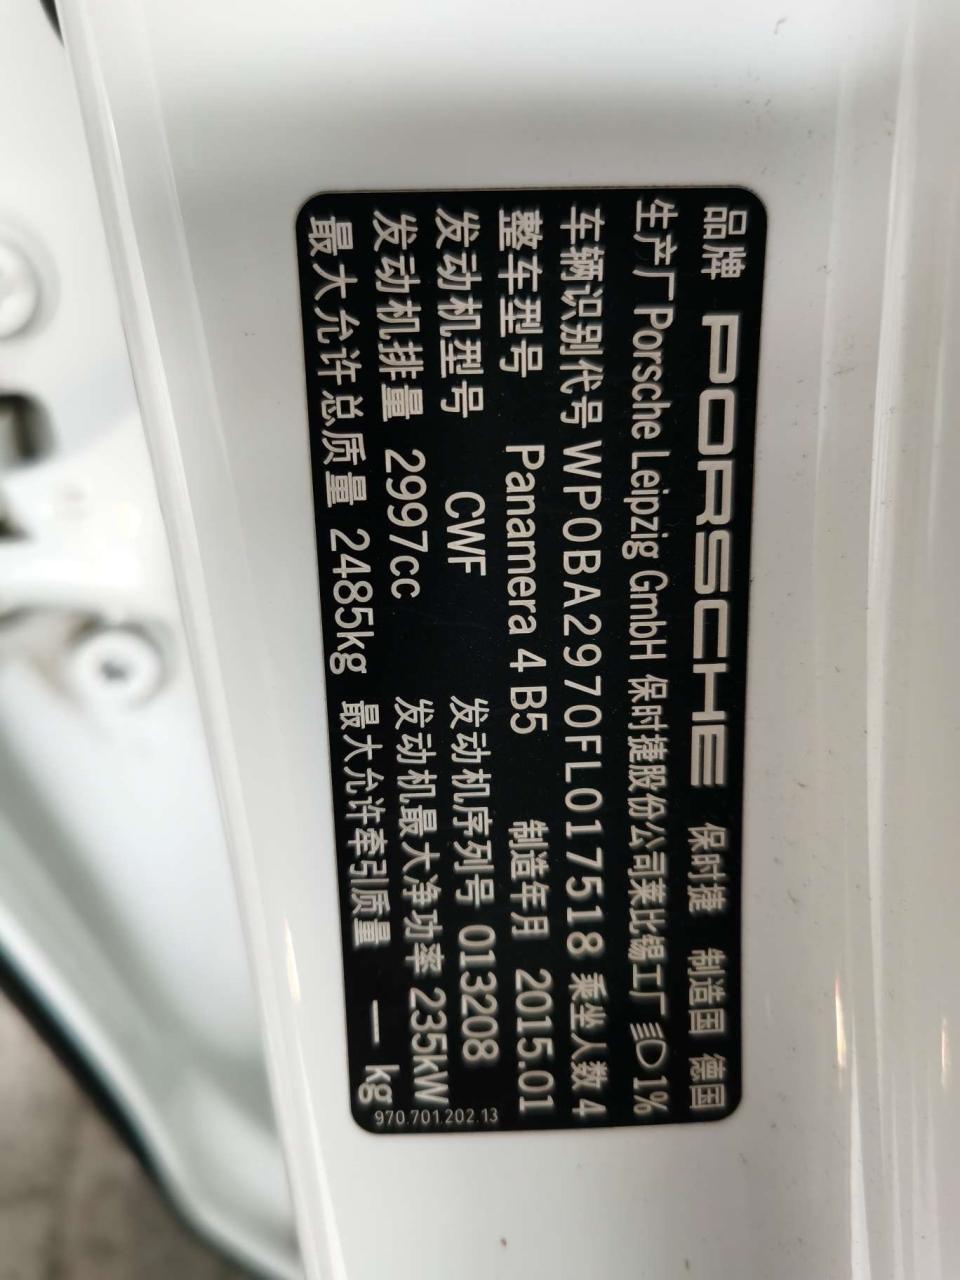 品牌 PORSCHE 保时捷 制造国 德国
生产厂 Porsche Leipzig GmbH 保时捷股份公司莱比锡工厂 1%
车辆识别代号 WP0BA2970FL017518 乘坐人数 4
整车型号 Panamera 4 B5 制造年月 2015.01
发动机型号 CWF 发动机序列号 013208
发动机排量 2997cc 发动机最大净功率 235kW
最大允许总质量 2485kg 最大允许牵引质量 — kg
970.701.202.13